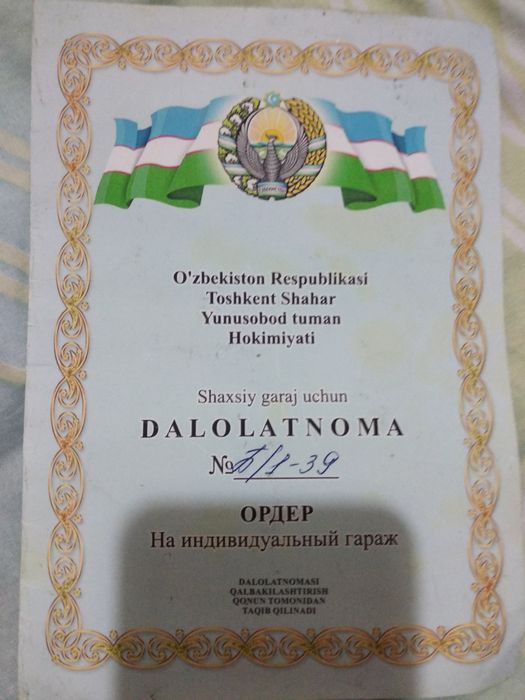 O'zbekiston Respublikasi
Toshkent Shahar
Yunusobod tuman
Hokimiyati
Shaxsiy garaj uchun
DALOLATNOMA
№ Б/1-39
ОРДЕР
На индивидуальный гараж
DALOLATNOMASI
QALBAKILASHTIRISH
QONUN TOMONIDAN
TAQIB QILINADI